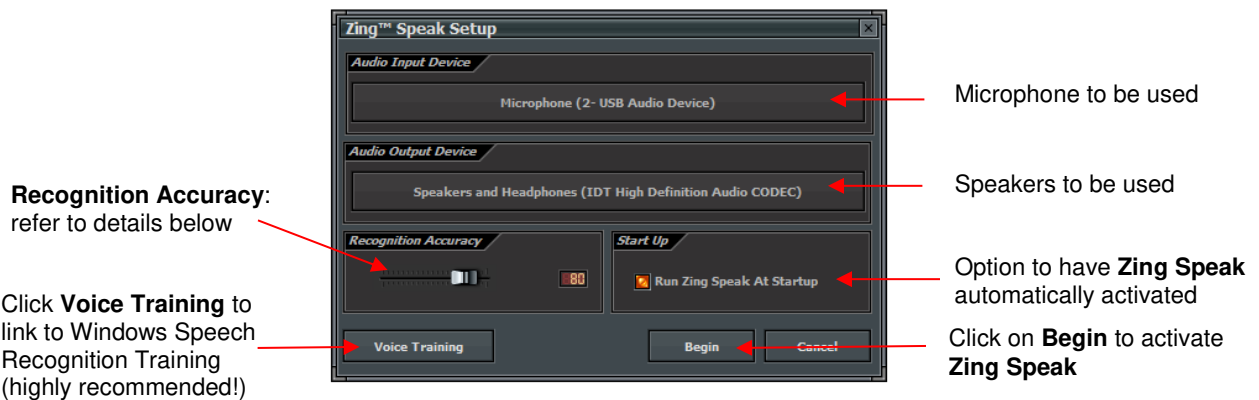 Zing™ Speak Setup
Audio Input Device
Microphone (2- USB Audio Device)
Microphone to be used
Audio Output Device
Speakers and Headphones (IDT High Definition Audio CODEC)
Speakers to be used
Recognition Accuracy:
refer to details below
Recognition Accuracy
80
Start Up
Run Zing Speak At Startup
Option to have Zing Speak
automatically activated
Click Voice Training to
link to Windows Speech
Recognition Training
(highly recommended!)
Voice Training
Begin
Cancel
Click on Begin to activate
Zing Speak